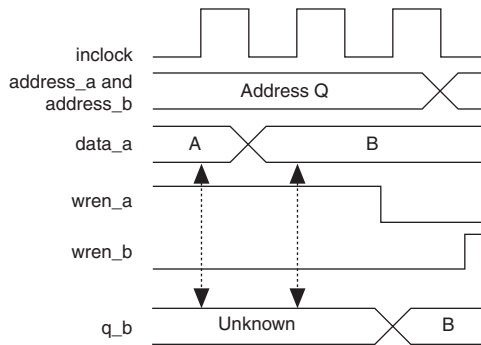 inclock
address_a and
address_b
Address Q
data_a
A
B
wren_a
wren_b
q_b
Unknown
B